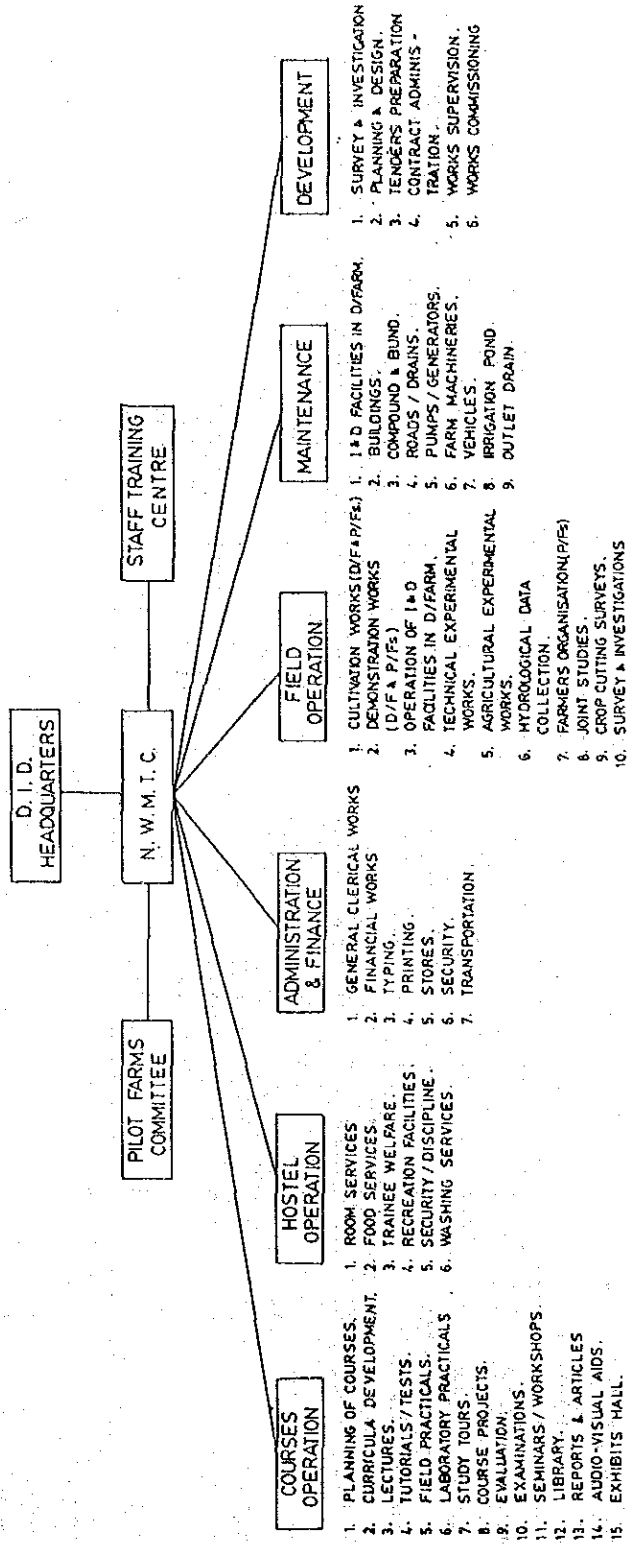 D. I. D.
HEADQUARTERS
PILOT FARMS
COMMITTEE
N. W. M. T. C.
STAFF TRAINING
CENTRE
COURSES
OPERATION
1. PLANNING OF COURSES.
2. CURRICULA DEVELOPMENT.
3. LECTURES.
4. TUTORIALS / TESTS.
5. FIELD PRACTICALS.
6. LABORATORY PRACTICALS
7. STUDY TOURS.
8. COURSE PROJECTS.
9. EVALUATION.
10. EXAMINATIONS.
11. SEMINARS / WORKSHOPS.
12. LIBRARY.
13. REPORTS & ARTICLES
14. AUDIO-VISUAL AIDS.
15. EXHIBITS HALL.
HOSTEL
OPERATION
1. ROOM SERVICES
2. FOOD SERVICES.
3. TRAINEE WELFARE.
4. RECREATION FACILITIES.
5. SECURITY / DISCIPLINE.
6. WASHING SERVICES.
ADMINISTRATION
& FINANCE
1. GENERAL CLERICAL WORKS
2. FINANCIAL WORKS
3. TYPING.
4. PRINTING.
5. STORES.
6. SECURITY.
7. TRANSPORTATION.
FIELD
OPERATION
1. CULTIVATION WORKS (D/F & P/Fs.)
2. DEMONSTRATION WORKS
(D/F & P/Fs)
3. OPERATION OF I & D
FACILITIES IN D/FARM.
4. TECHNICAL EXPERIMENTAL
WORKS.
5. AGRICULTURAL EXPERIMENTAL
WORKS.
6. HYDROLOGICAL DATA
COLLECTION.
7. FARMERS ORGANISATION(P/Fs)
8. JOINT STUDIES.
9. CROP CUTTING SURVEYS.
10. SURVEY & INVESTIGATIONS
MAINTENANCE
1. I & D FACILITIES IN D/FARM.
2. BUILDINGS.
3. COMPOUND & BUND.
4. ROADS / DRAINS.
5. PUMPS / GENERATORS.
6. FARM MACHINERIES.
7. VEHICLES.
8. IRRIGATION POND.
9. OUTLET DRAIN.
DEVELOPMENT
1. SURVEY & INVESTIGATION
2. PLANNING & DESIGN.
3. TENDERS PREPARATION
4. CONTRACT ADMINIS -
TRATION.
5. WORKS SUPERVISION.
6. WORKS COMMISSIONING